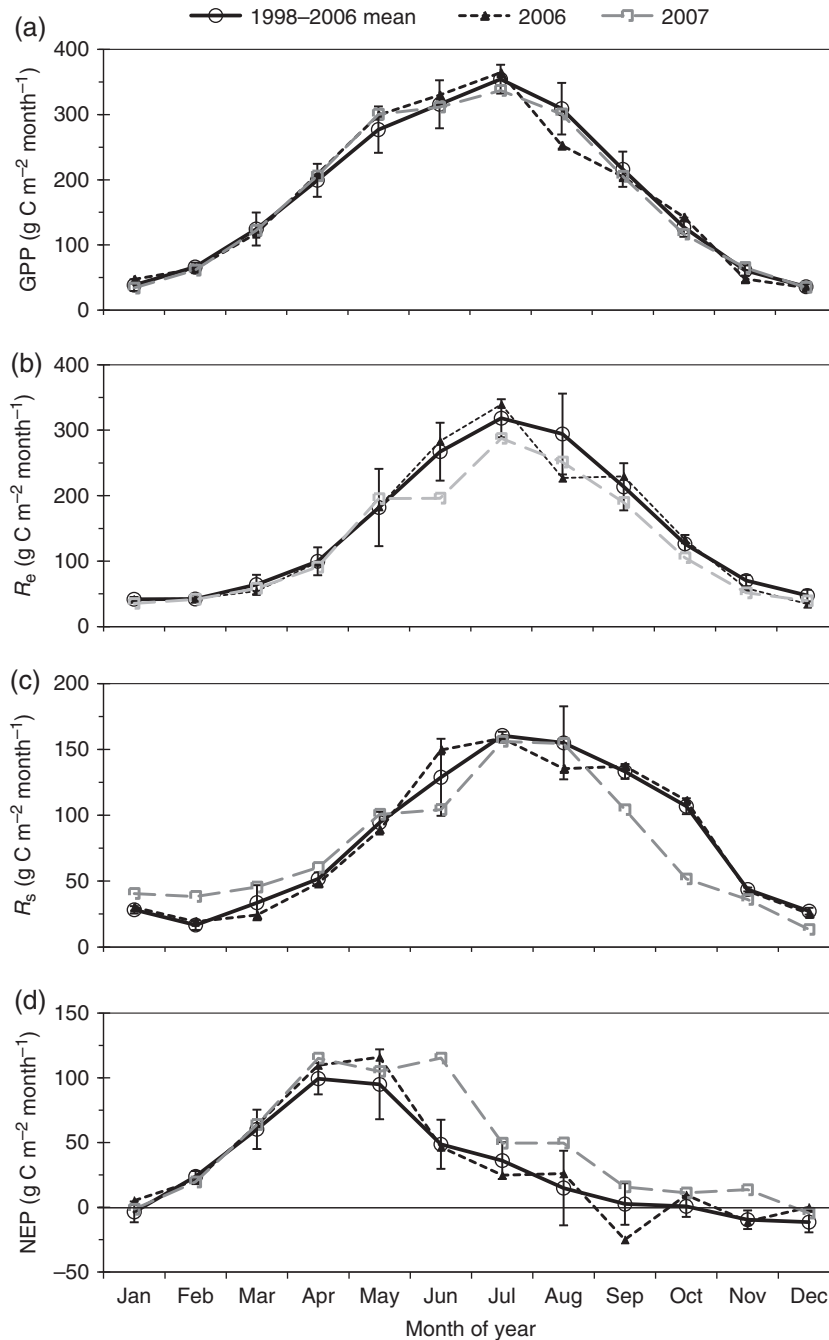 1998–2006 mean 2006 2007
(a)
400
300
200
100
0
GPP (g C m⁻² month⁻¹)
(b)
400
300
200
100
0
Rₑ (g C m⁻² month⁻¹)
(c)
200
150
100
50
0
Rₛ (g C m⁻² month⁻¹)
(d)
150
100
50
0
–50
NEP (g C m⁻² month⁻¹)
Jan Feb Mar Apr May Jun Jul Aug Sep Oct Nov Dec
Month of year